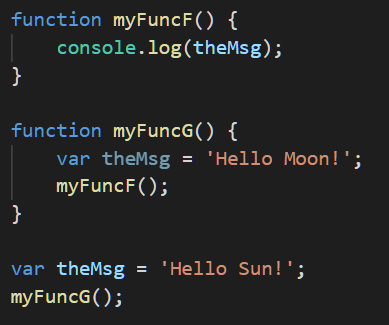 function myFuncF() {
    console.log(theMsg);
}

function myFuncG() {
    var theMsg = 'Hello Moon!';
    myFuncF();
}

var theMsg = 'Hello Sun!';
myFuncG();